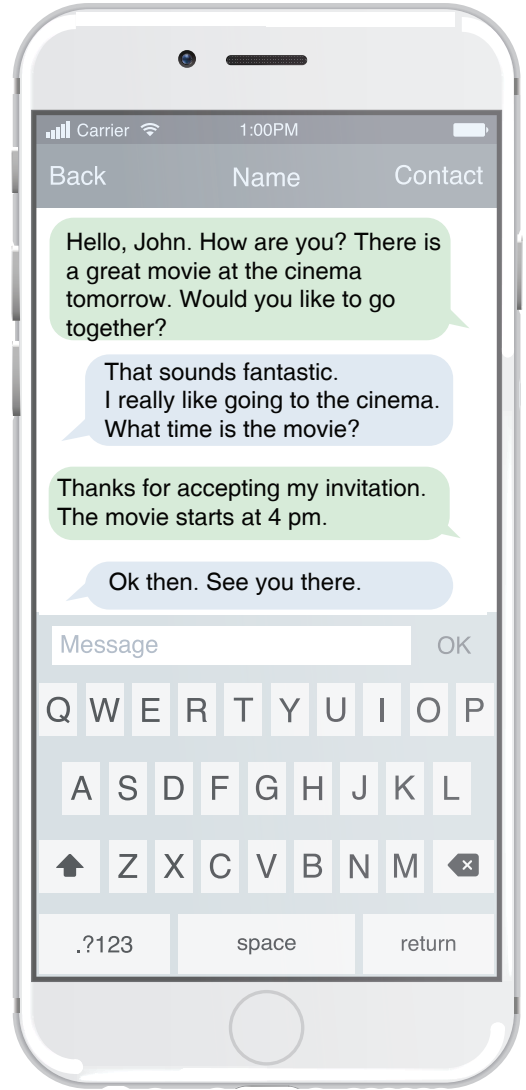 Carrier 1:00PM
Back Name Contact
Hello, John. How are you? There is
a great movie at the cinema
tomorrow. Would you like to go
together?
That sounds fantastic.
I really like going to the cinema.
What time is the movie?
Thanks for accepting my invitation.
The movie starts at 4 pm.
Ok then. See you there.
Message OK
Q W E R T Y U I O P
A S D F G H J K L
Z X C V B N M
.?123 space return